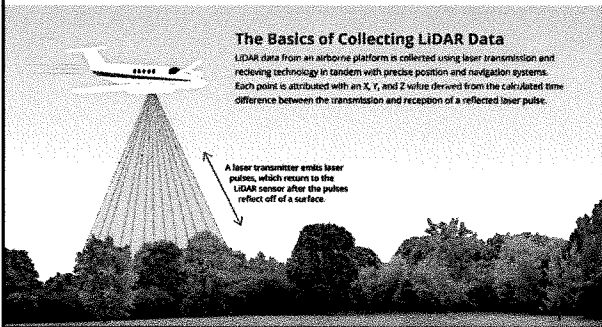 The Basics of Collecting LiDAR Data
LiDAR data from an airborne platform is collected using laser transmission and
recieving technology in tandem with precise position and navigation systems.
Each point is attributed with an X, Y, and Z value derived from the calculated time
difference between the transmission and reception of a reflected laser pulse.
A laser transmitter emits laser
pulses, which return to the
LiDAR sensor after the pulses
reflect off of a surface.